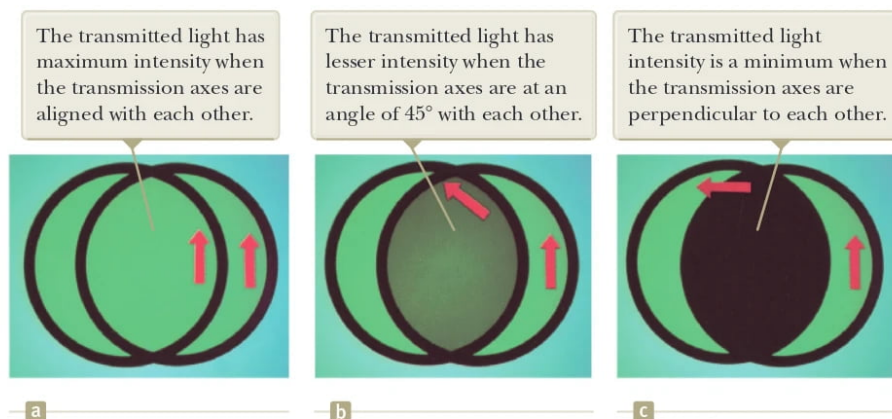 The transmitted light has
maximum intensity when
the transmission axes are
aligned with each other.
The transmitted light has
lesser intensity when the
transmission axes are at an
angle of 45° with each other.
The transmitted light
intensity is a minimum when
the transmission axes are
perpendicular to each other.
a
b
c